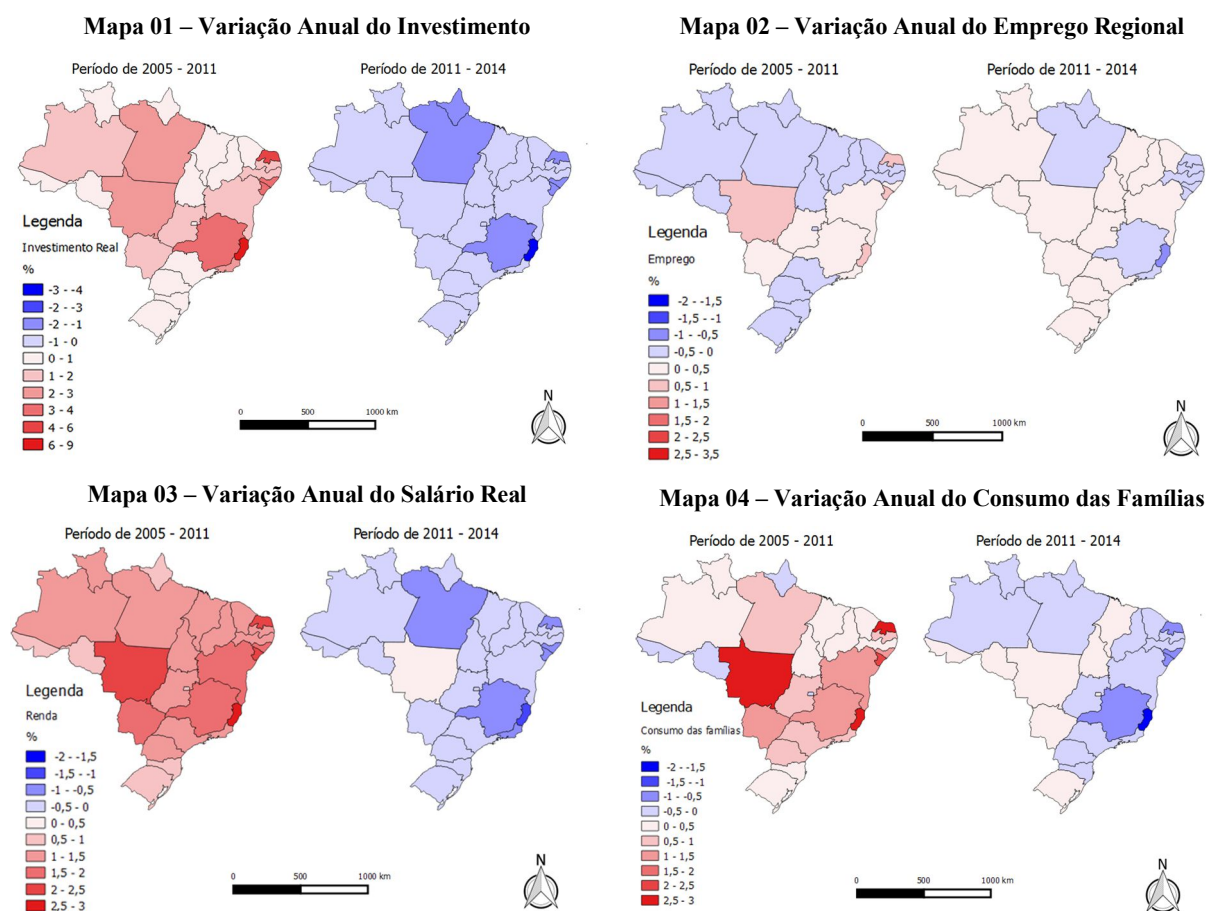 Mapa 01 – Variação Anual do Investimento
Período de 2005 - 2011
Período de 2011 - 2014
Legenda
Investimento Real
%
-3 - -4
-2 - -3
-2 - -1
-1 - 0
0 - 1
1 - 2
2 - 3
3 - 4
4 - 6
6 - 9
0 500 1000 km
N
Mapa 02 – Variação Anual do Emprego Regional
Período de 2005 - 2011
Período de 2011 - 2014
Legenda
Emprego
%
-2 - -1,5
-1,5 - -1
-1 - -0,5
-0,5 - 0
0 - 0,5
0,5 - 1
1 - 1,5
1,5 - 2
2 - 2,5
2,5 - 3,5
0 500 1000 km
N
Mapa 03 – Variação Anual do Salário Real
Período de 2005 - 2011
Período de 2011 - 2014
Legenda
Renda
%
-2 - -1,5
-1,5 - -1
-1 - -0,5
-0,5 - 0
0 - 0,5
0,5 - 1
1 - 1,5
1,5 - 2
2 - 2,5
2,5 - 3
0 500 1000 km
N
Mapa 04 – Variação Anual do Consumo das Famílias
Período de 2005 - 2011
Período de 2011 - 2014
Legenda
Consumo das famílias
%
-2 - -1,5
-1,5 - -1
-1 - -0,5
-0,5 - 0
0 - 0,5
0,5 - 1
1 - 1,5
1,5 - 2
2 - 2,5
2,5 - 3
0 500 1000 km
N